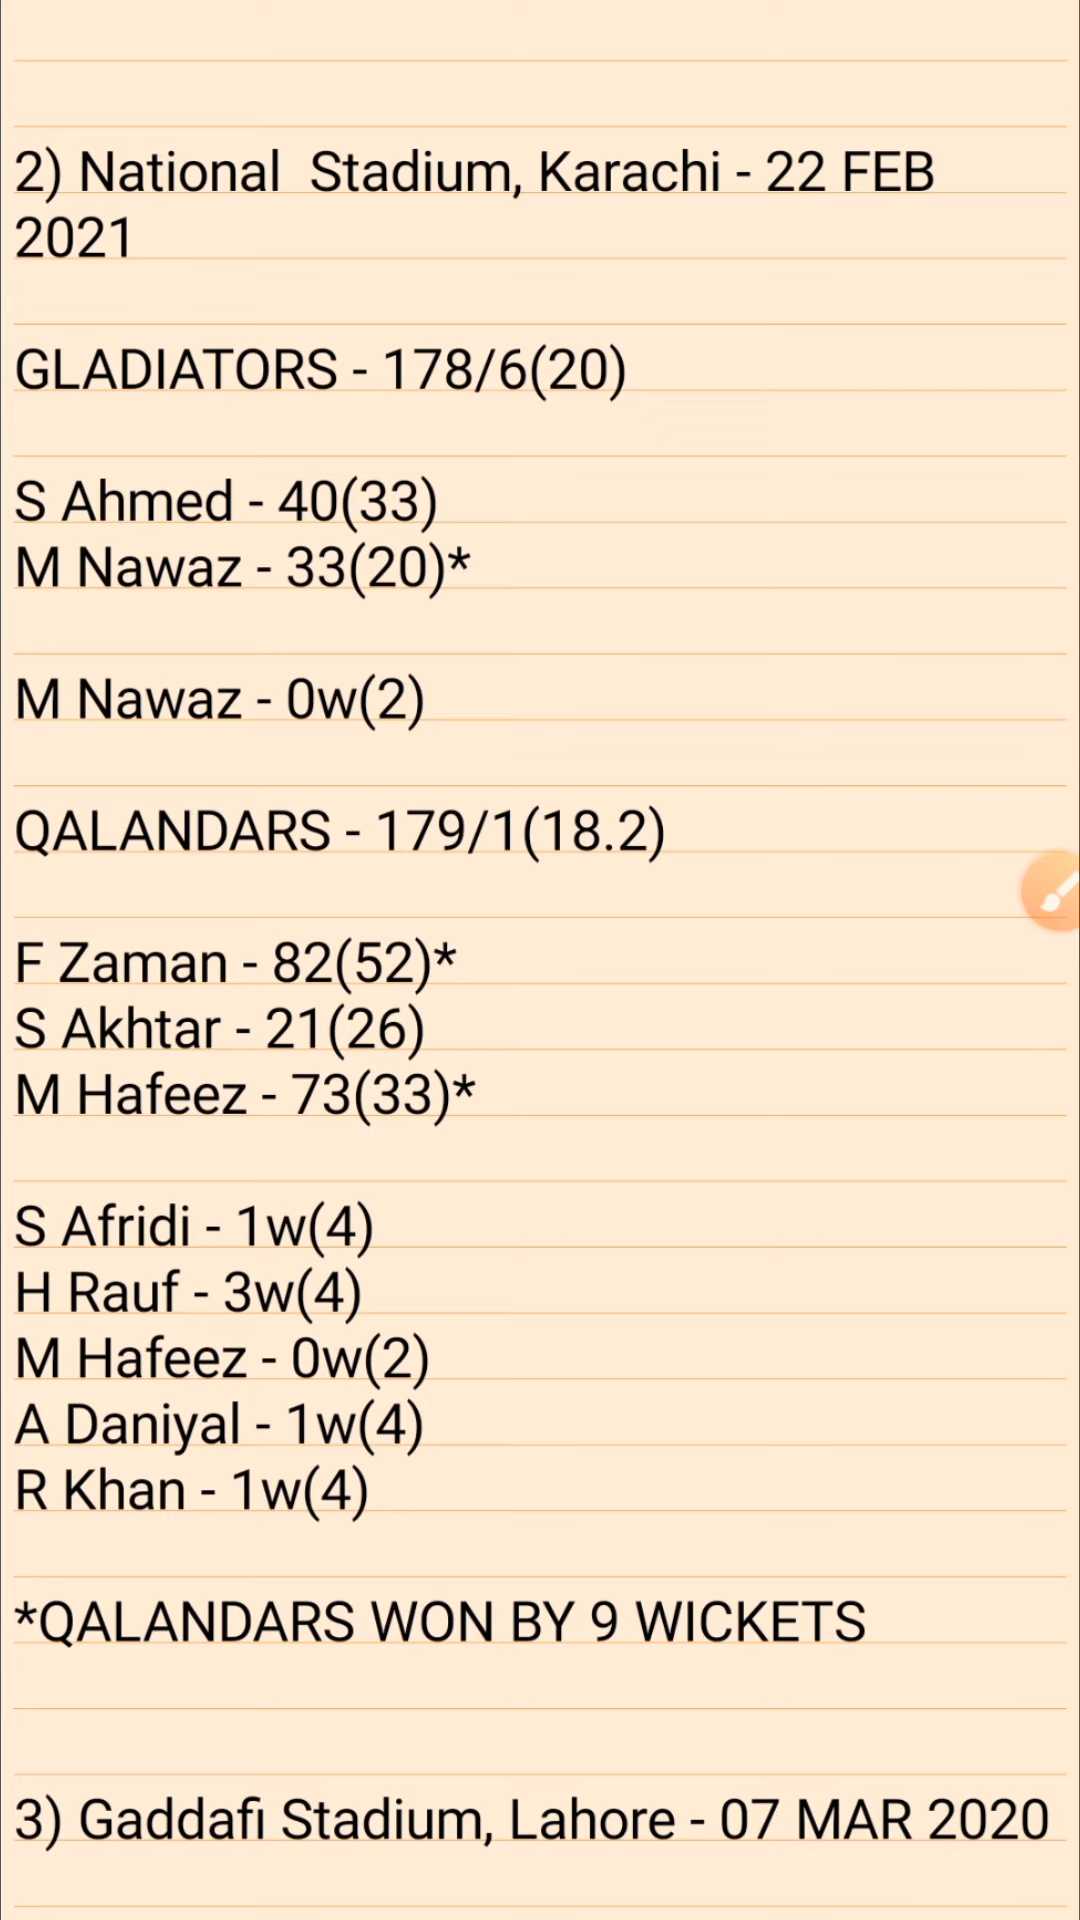 2) National  Stadium, Karachi - 22 FEB
2021
GLADIATORS - 178/6(20)
S Ahmed - 40(33)
M Nawaz - 33(20)*
M Nawaz - 0w(2)
QALANDARS - 179/1(18.2)
F Zaman - 82(52)*
S Akhtar - 21(26)
M Hafeez - 73(33)*
S Afridi - 1w(4)
H Rauf - 3w(4)
M Hafeez - 0w(2)
A Daniyal - 1w(4)
R Khan - 1w(4)
*QALANDARS WON BY 9 WICKETS
3) Gaddafi Stadium, Lahore - 07 MAR 2020